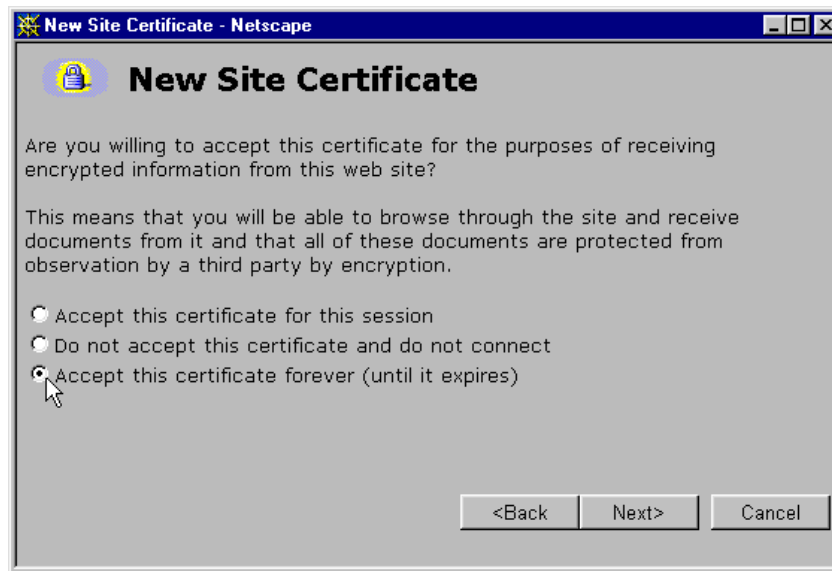 New Site Certificate - Netscape
New Site Certificate
Are you willing to accept this certificate for the purposes of receiving
encrypted information from this web site?
This means that you will be able to browse through the site and receive
documents from it and that all of these documents are protected from
observation by a third party by encryption.
Accept this certificate for this session
Do not accept this certificate and do not connect
Accept this certificate forever (until it expires)
<Back Next> Cancel